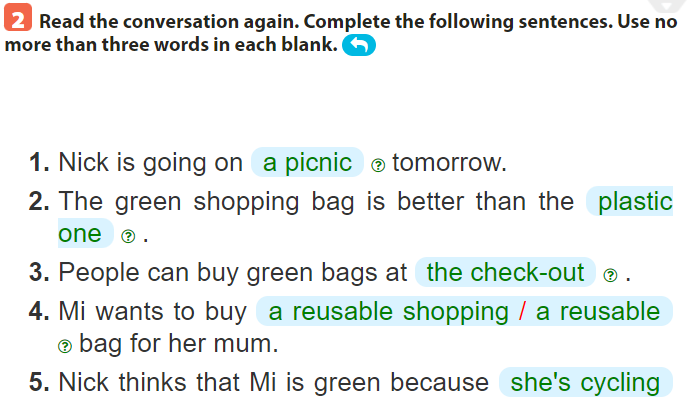 2 Read the conversation again. Complete the following sentences. Use no
more than three words in each blank.
1. Nick is going on a picnic ? tomorrow.
2. The green shopping bag is better than the plastic
one ? .
3. People can buy green bags at the check-out ? .
4. Mi wants to buy a reusable shopping / a reusable
? bag for her mum.
5. Nick thinks that Mi is green because she's cycling